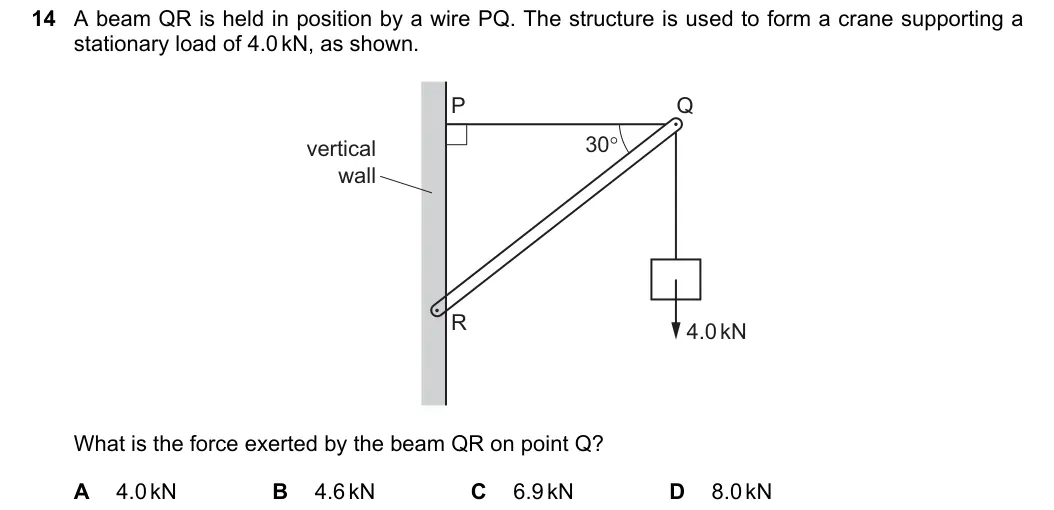 14 A beam QR is held in position by a wire PQ. The structure is used to form a crane supporting a
stationary load of 4.0 kN, as shown.
P
Q
vertical
wall
30°
R
4.0 kN
What is the force exerted by the beam QR on point Q?
A 4.0 kN B 4.6 kN C 6.9 kN D 8.0 kN